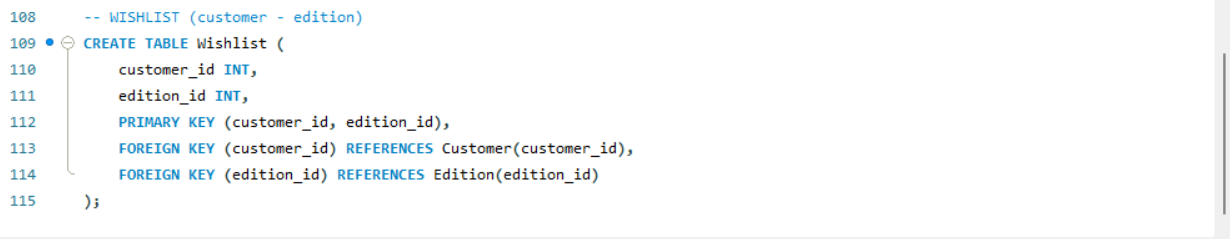 108 -- WISHLIST (customer - edition)
109 CREATE TABLE Wishlist (
110 customer_id INT,
111 edition_id INT,
112 PRIMARY KEY (customer_id, edition_id),
113 FOREIGN KEY (customer_id) REFERENCES Customer(customer_id),
114 FOREIGN KEY (edition_id) REFERENCES Edition(edition_id)
115 );